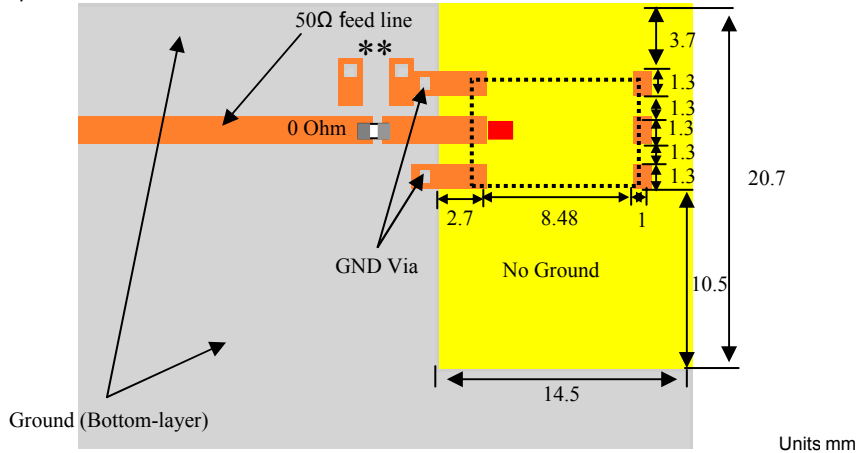 50Ω feed line
**
3.7
1.3
1.3
0 Ohm
1.3
1.3
1.3
20.7
2.7
8.48
1
GND Via
No Ground
10.5
14.5
Ground (Bottom-layer)
Units mm